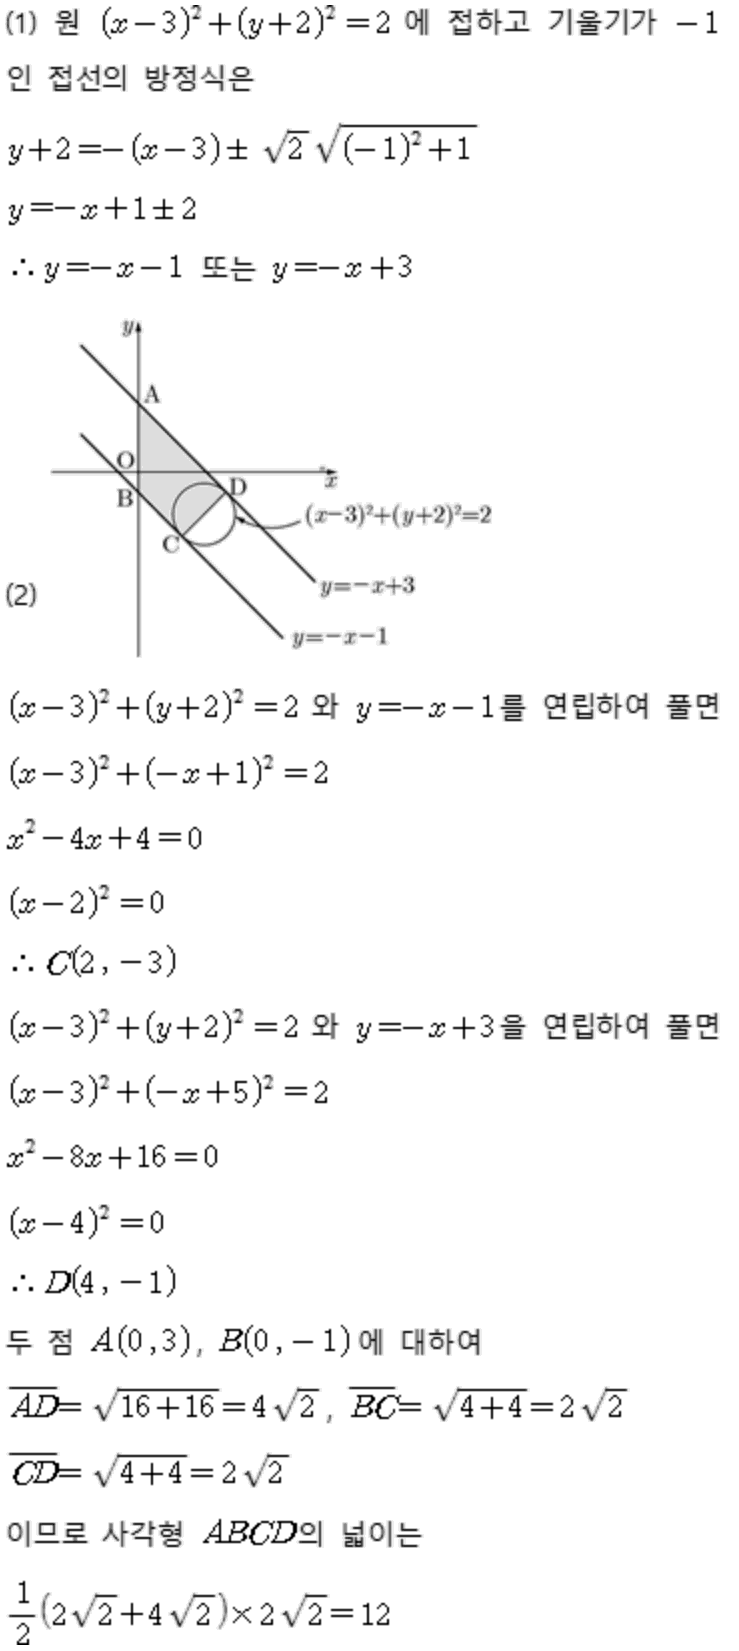 (1) 원 (x-3)²+(y+2)²=2 에 접하고 기울기가 -1
인 접선의 방정식은
y+2=-(x-3)± √2 √((-1)²+1)
y=-x+1±2
∴ y=-x-1 또는 y=-x+3
y
A
O
x
B
D
(x-3)²+(y+2)²=2
C
y=-x+3
(2)
y=-x-1
(x-3)²+(y+2)²=2 와 y=-x-1를 연립하여 풀면
(x-3)²+(-x+1)²=2
x²-4x+4=0
(x-2)²=0
∴ C(2, -3)
(x-3)²+(y+2)²=2 와 y=-x+3을 연립하여 풀면
(x-3)²+(-x+5)²=2
x²-8x+16=0
(x-4)²=0
∴ D(4, -1)
두 점 A(0,3), B(0,-1)에 대하여
A̅D̅= √(16+16)=4√2, B̅C̅= √(4+4)=2√2
C̅D̅= √(4+4)=2√2
이므로 사각형 ABCD의 넓이는
1/2(2√2+4√2)×2√2=12